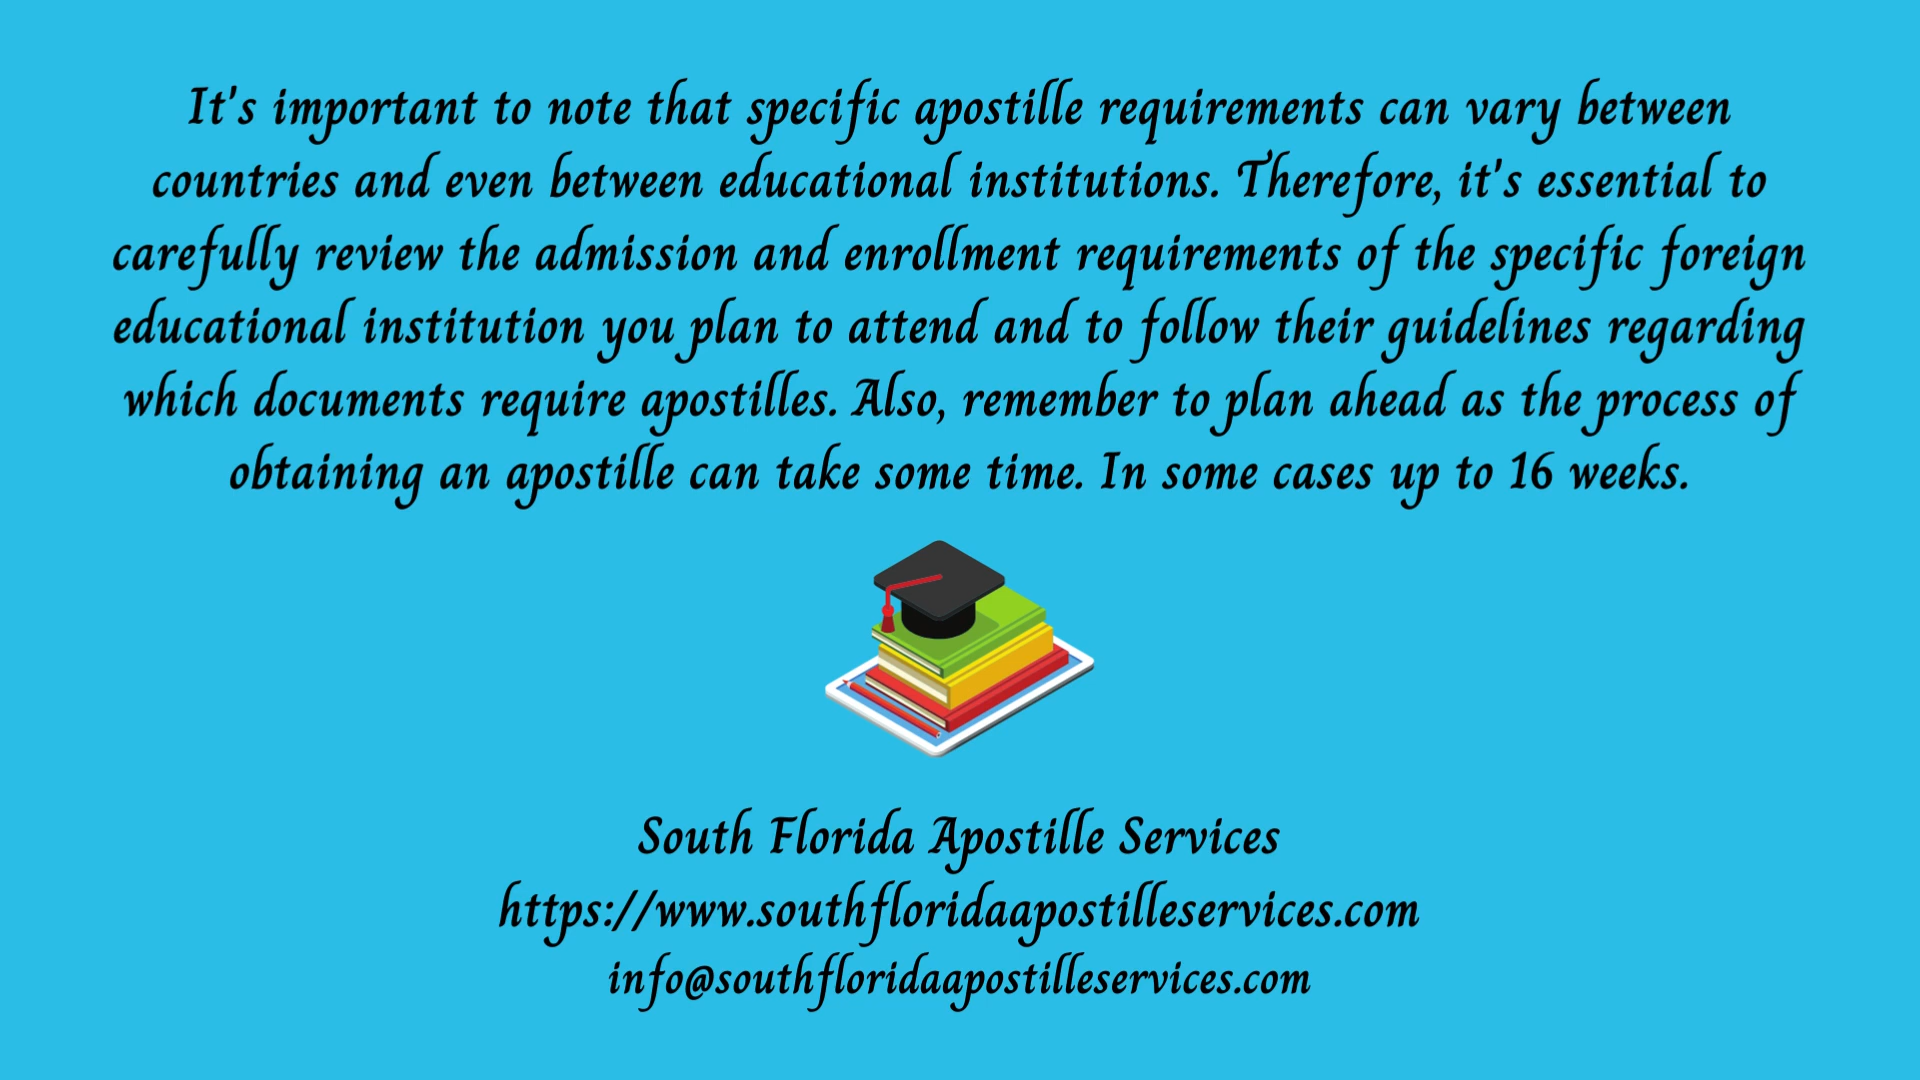 It's important to note that specific apostille requirements can vary between
countries and even between educational institutions. Therefore, it's essential to
carefully review the admission and enrollment requirements of the specific foreign
educational institution you plan to attend and to follow their guidelines regarding
which documents require apostilles. Also, remember to plan ahead as the process of
obtaining an apostille can take some time. In some cases up to 16 weeks.
South Florida Apostille Services
https://www.southfloridaapostilleservices.com
info@southfloridaapostilleservices.com